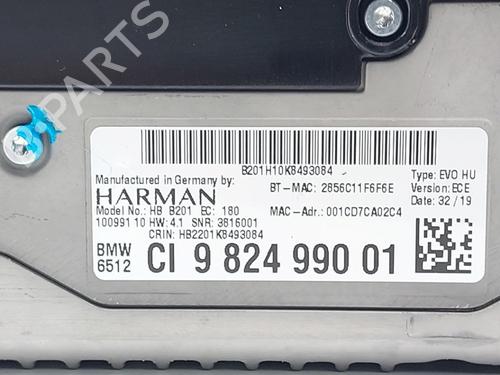 B201H10K8493084
Manufactured in Germany by:
HARMAN
Model No.: HB B201 EC: 180
100991 10 HW: 4.1 SNR: 3816001
CRIN: HB2201K8493084
BT-MAC: 2856C11F6F6E
MAC-Adr.: 001CD7CA02C4
Type: EVO HU
Version: ECE
Date: 32 / 19
BMW
6512
CI 9 824 990 01
B-PARTS